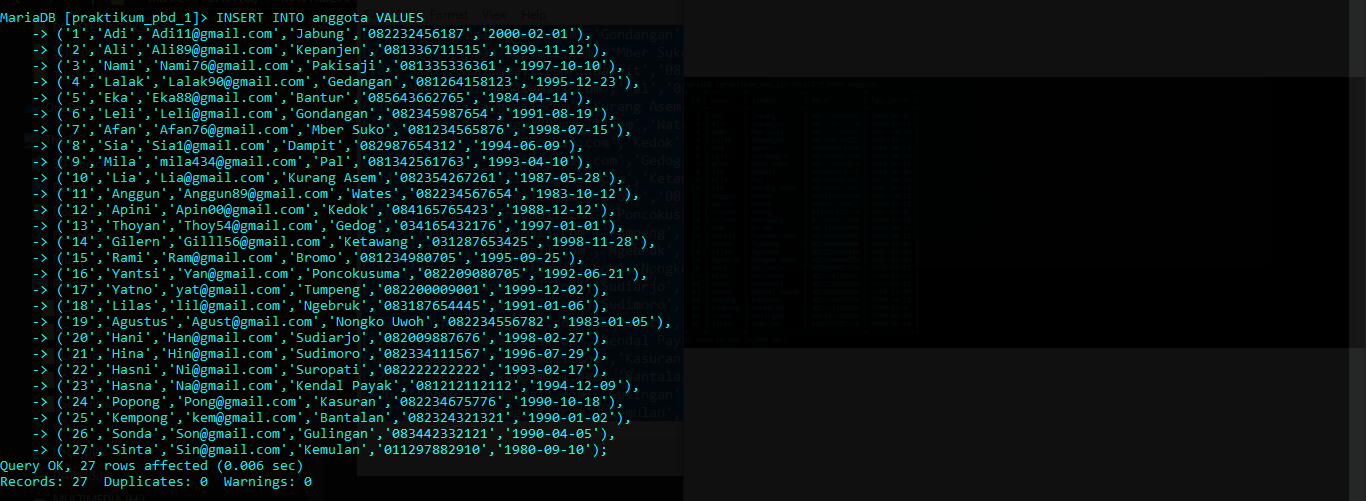 MariaDB [praktikum_pbd_1]> INSERT INTO anggota VALUES
-> ('1','Adi','Adi11@gmail.com','Jabung','082232456187','2000-02-01'),
-> ('2','Ali','Ali89@gmail.com','Kepanjen','081336711515','1999-11-12'),
-> ('3','Nami','Nami76@gmail.com','Pakisaji','081335336361','1997-10-10'),
-> ('4','Lalak','Lalak90@gmail.com','Gedangan','081264158123','1995-12-23'),
-> ('5','Eka','Eka88@gmail.com','Bantur','085643662765','1984-04-14'),
-> ('6','Leli','Leli@gmail.com','Gondangan','082345987654','1991-08-19'),
-> ('7','Afan','Afan76@gmail.com','Mber Suko','081234565876','1998-07-15'),
-> ('8','Sia','Sia1@gmail.com','Dampit','082987654312','1994-06-09'),
-> ('9','Mila','mila434@gmail.com','Pal','081342561763','1993-04-10'),
-> ('10','Lia','Lia@gmail.com','Kurang Asem','082354267261','1987-05-28'),
-> ('11','Anggun','Anggun89@gmail.com','Wates','082234567654','1983-10-12'),
-> ('12','Apini','Apin00@gmail.com','Kedok','084165765423','1988-12-12'),
-> ('13','Thoyan','Thoy54@gmail.com','Gedog','034165432176','1997-01-01'),
-> ('14','Gilern','Gilll56@gmail.com','Ketawang','031287653425','1998-11-28'),
-> ('15','Rami','Ram@gmail.com','Bromo','081234980705','1995-09-25'),
-> ('16','Yantsi','Yan@gmail.com','Poncokusuma','082209080705','1992-06-21'),
-> ('17','Yatno','yat@gmail.com','Tumpeng','082200009001','1999-12-02'),
-> ('18','Lilas','lil@gmail.com','Ngebruk','083187654445','1991-01-06'),
-> ('19','Agustus','Agust@gmail.com','Nongko Uwoh','082234556782','1983-01-05'),
-> ('20','Hani','Han@gmail.com','Sudiarjo','082009887676','1998-02-27'),
-> ('21','Hina','Hin@gmail.com','Sudimoro','082334111567','1996-07-29'),
-> ('22','Hasni','Ni@gmail.com','Suropati','082222222222','1993-02-17'),
-> ('23','Hasna','Na@gmail.com','Kendal Payak','081212112112','1994-12-09'),
-> ('24','Popong','Pong@gmail.com','Kasuran','082234675776','1990-10-18'),
-> ('25','Kempong','kem@gmail.com','Bantalan','082324321321','1990-01-02'),
-> ('26','Sonda','Son@gmail.com','Gulingan','083442332121','1990-04-05'),
-> ('27','Sinta','Sin@gmail.com','Kemulan','011297882910','1980-09-10');
Query OK, 27 rows affected (0.006 sec)
Records: 27  Duplicates: 0  Warnings: 0